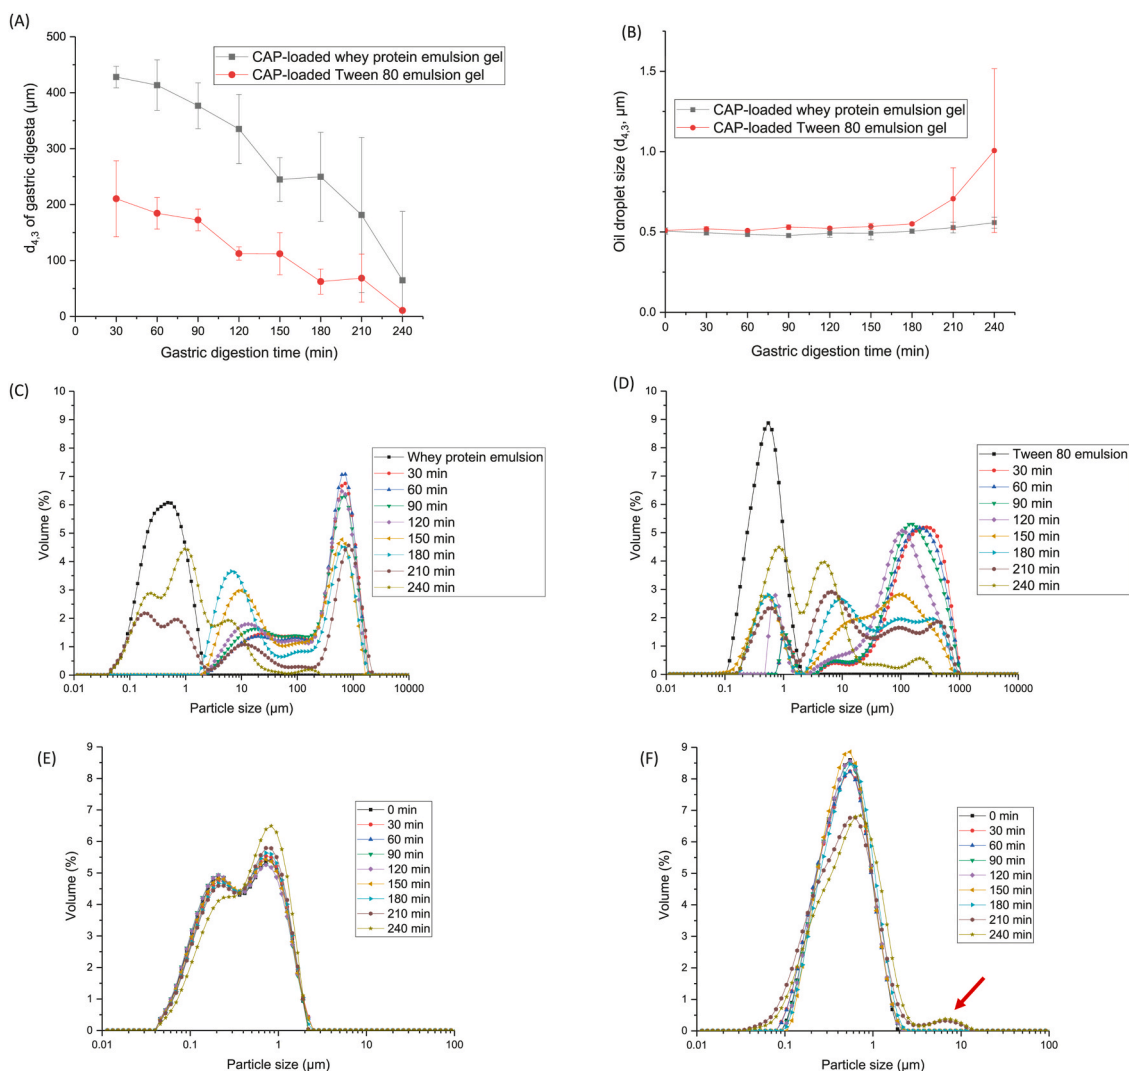 (A)
500
400
300
200
100
0
d4,3 of gastric digesta (µm)
CAP-loaded whey protein emulsion gel
CAP-loaded Tween 80 emulsion gel
0 30 60 90 120 150 180 210 240
Gastric digestion time (min)
(B)
1.5
1.0
0.5
0.0
Oil droplet size (d4,3, µm)
CAP-loaded whey protein emulsion gel
CAP-loaded Tween 80 emulsion gel
0 30 60 90 120 150 180 210 240
Gastric digestion time (min)
(C)
10
9
8
7
6
5
4
3
2
1
0
Volume (%)
Whey protein emulsion
30 min
60 min
90 min
120 min
150 min
180 min
210 min
240 min
0.01 0.1 1 10 100 1000 10000
Particle size (µm)
(D)
10
9
8
7
6
5
4
3
2
1
0
Volume (%)
Tween 80 emulsion
30 min
60 min
90 min
120 min
150 min
180 min
210 min
240 min
0.01 0.1 1 10 100 1000 10000
Particle size (µm)
(E)
9
8
7
6
5
4
3
2
1
0
Volume (%)
0 min
30 min
60 min
90 min
120 min
150 min
180 min
210 min
240 min
0.01 0.1 1 10 100
Particle size (µm)
(F)
9
8
7
6
5
4
3
2
1
0
Volume (%)
0 min
30 min
60 min
90 min
120 min
150 min
180 min
210 min
240 min
0.01 0.1 1 10 100
Particle size (µm)